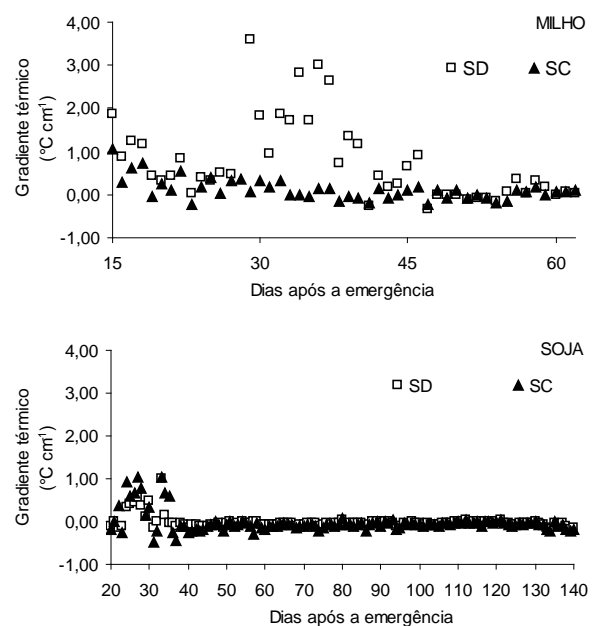 MILHO
4,00
3,00
2,00
1,00
0,00
-1,00
SD
SC
Gradiente térmico
(°C cm⁻¹)
15
30
45
60
Dias após a emergência
SOJA
4,00
3,00
2,00
1,00
0,00
-1,00
SD
SC
Gradiente térmico
(°C cm⁻¹)
20
30
40
50
60
70
80
90
100
110
120
130
140
Dias após a emergência